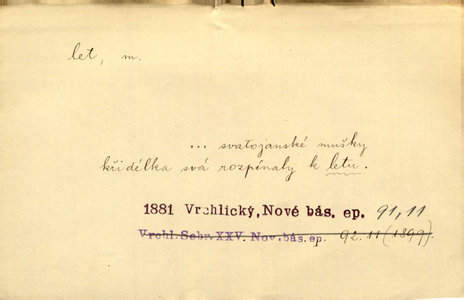 let, m.
... svatojanské mušky
křidélka svá rozpínaly k letu.
1881 Vrchlický, Nové bás. ep. 91,11
Vrchl. Sebr. XXV. Nov. bás. ep. 92.11 (1899).